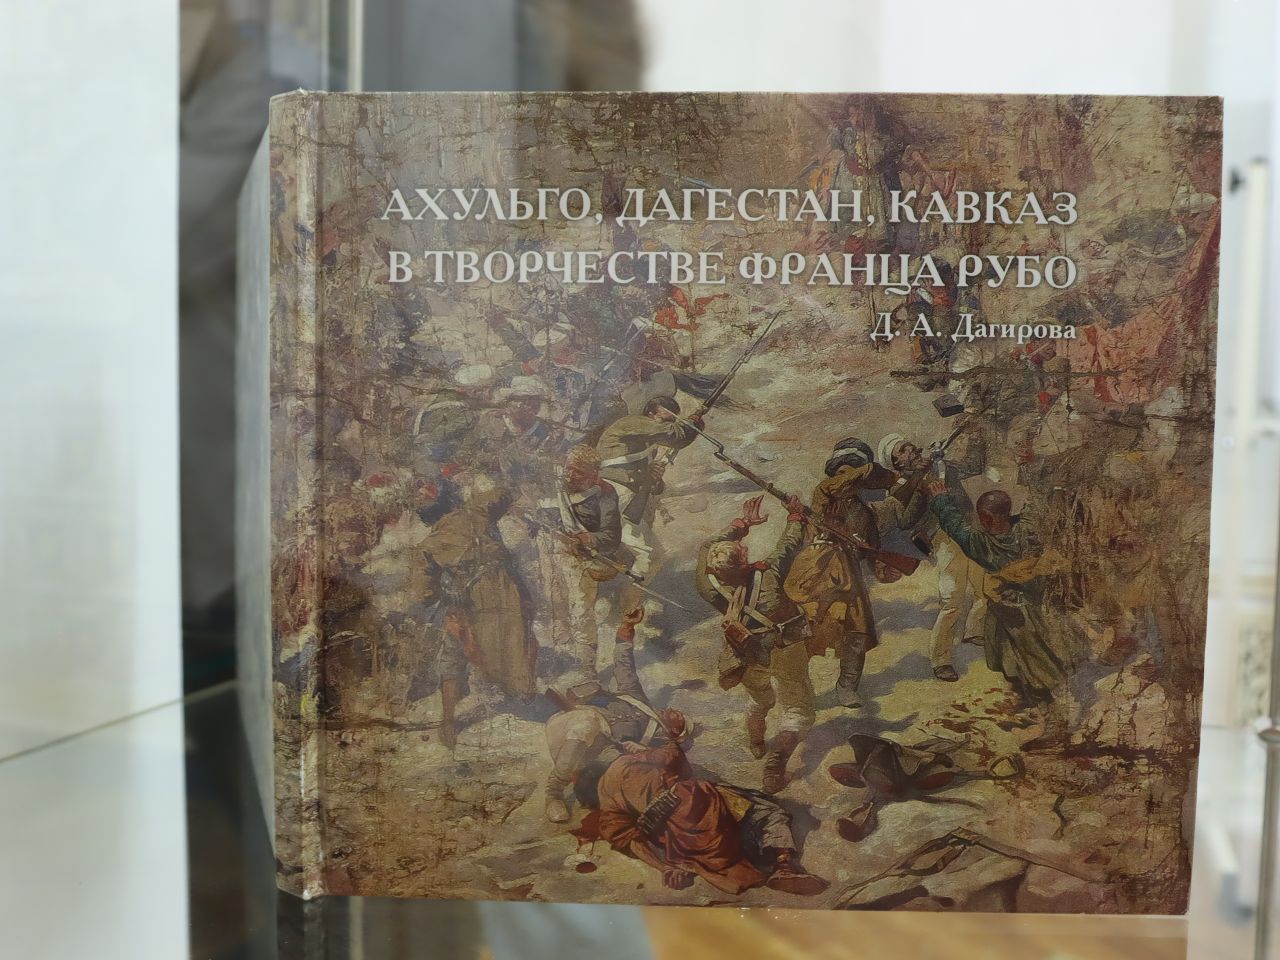 АХУЛЬГО, ДАГЕСТАН, КАВКАЗ
В ТВОРЧЕСТВЕ ФРАНЦА РУБО
Д. А. Дагирова